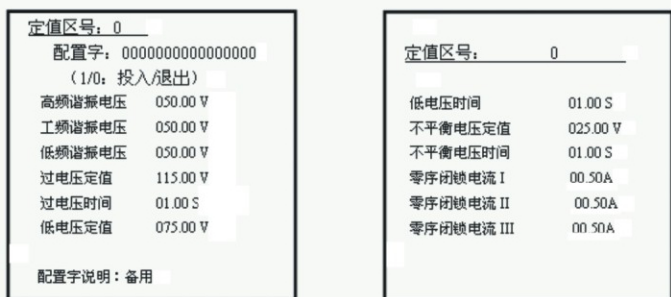 定值区号：0
配置字：0000000000000000
（1/0：投入/退出）
高频谐振电压 050.00 V
工频谐振电压 050.00 V
低频谐振电压 050.00 V
过电压定值 115.00 V
过电压时间 01.00 S
低电压定值 075.00 V
配置字说明：备用
定值区号： 0
低电压时间 01.00 S
不平衡电压定值 025.00 V
不平衡电压时间 01.00 S
零序闭锁电流 I 00.50A
零序闭锁电流 II 00.50A
零序闭锁电流 III 00.50A